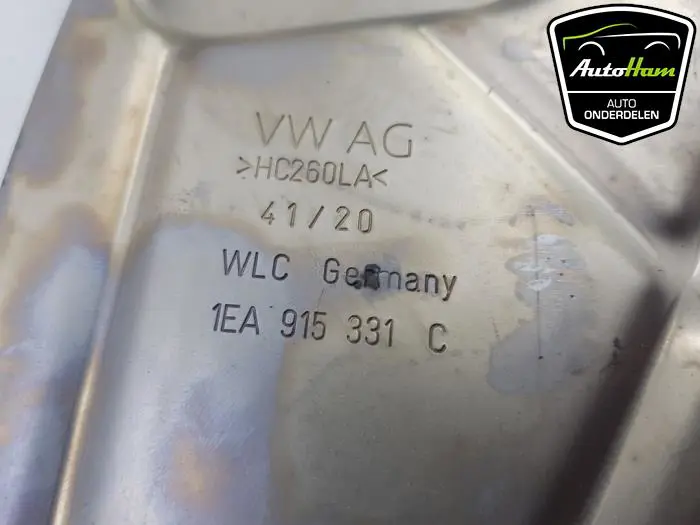 AutoHam
AUTO
ONDERDELEN
VW AG
>HC260LA<
41/20
WLC Germany
1EA 915 331 C